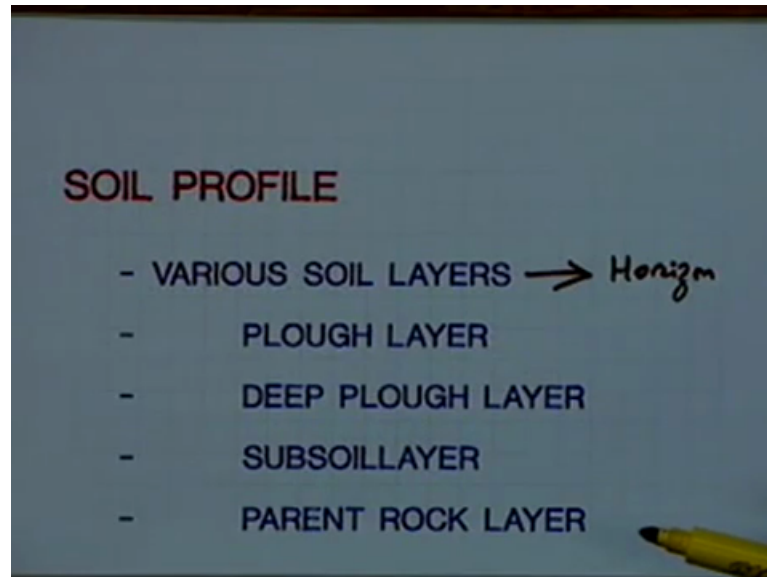 SOIL PROFILE
- VARIOUS SOIL LAYERS → Horizon
- PLOUGH LAYER
- DEEP PLOUGH LAYER
- SUBSOILLAYER
- PARENT ROCK LAYER